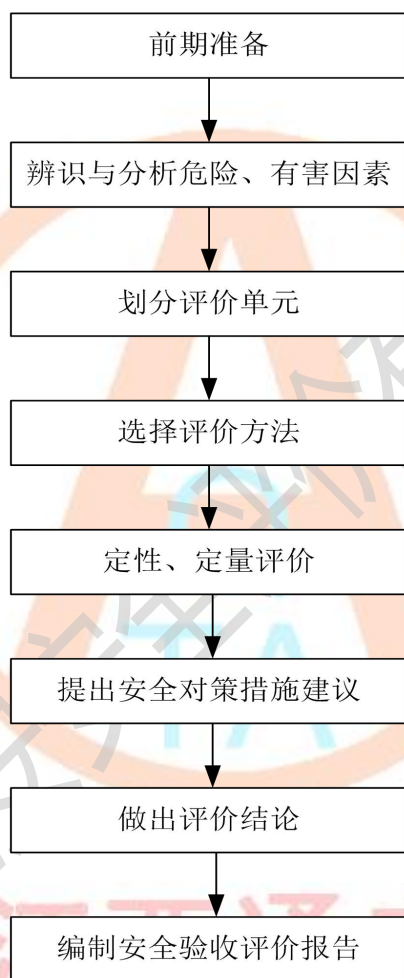 前期准备
辨识与分析危险、有害因素
划分评价单元
选择评价方法
定性、定量评价
提出安全对策措施建议
做出评价结论
编制安全验收评价报告